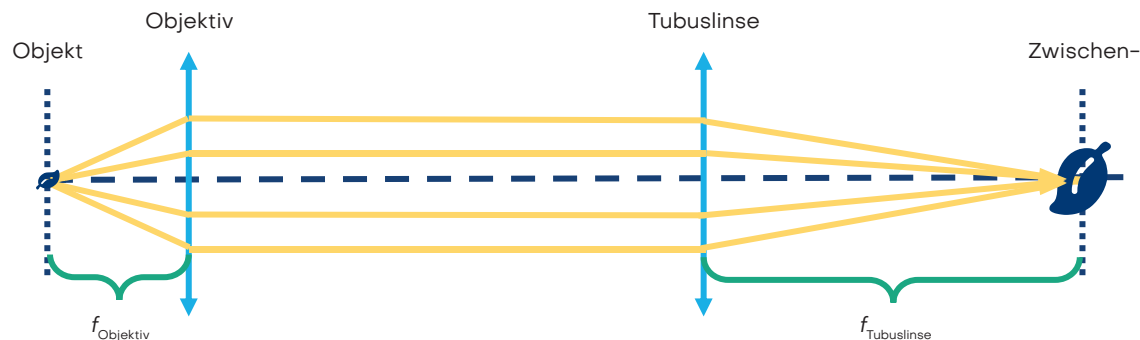 Objektiv
Tubuslinse
Objekt
Zwischen-
fObjektiv
fTubuslinse